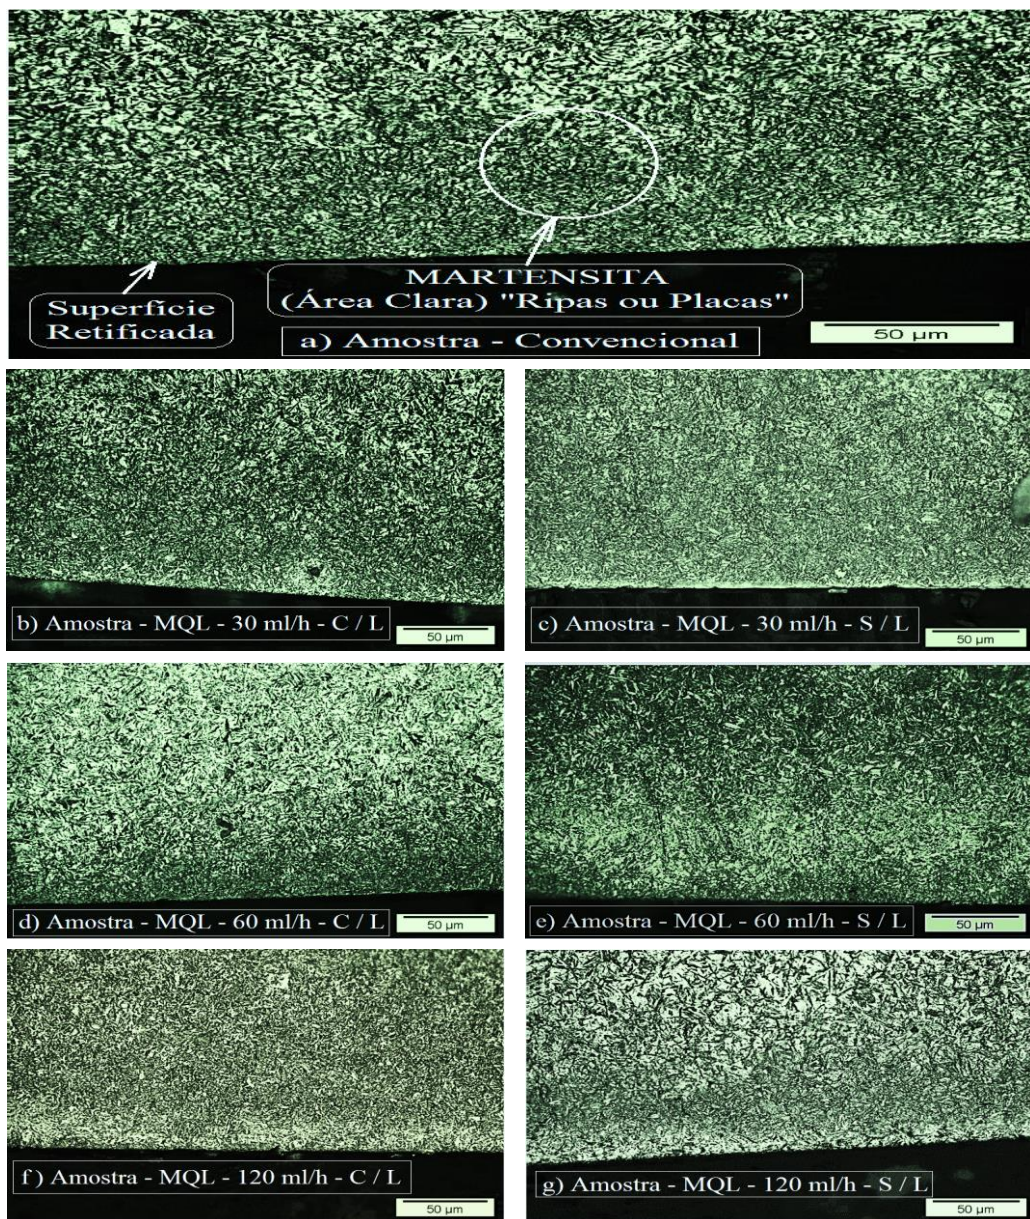 MARTENSITA
(Área Clara) "Ripas ou Placas"
Superfície
Retificada
a) Amostra - Convencional
50 µm
b) Amostra - MQL - 30 ml/h - C / L
50 µm
c) Amostra - MQL - 30 ml/h - S / L
50 µm
d) Amostra - MQL - 60 ml/h - C / L
50 µm
e) Amostra - MQL - 60 ml/h - S / L
50 µm
f) Amostra - MQL - 120 ml/h - C / L
50 µm
g) Amostra - MQL - 120 ml/h - S / L
50 µm